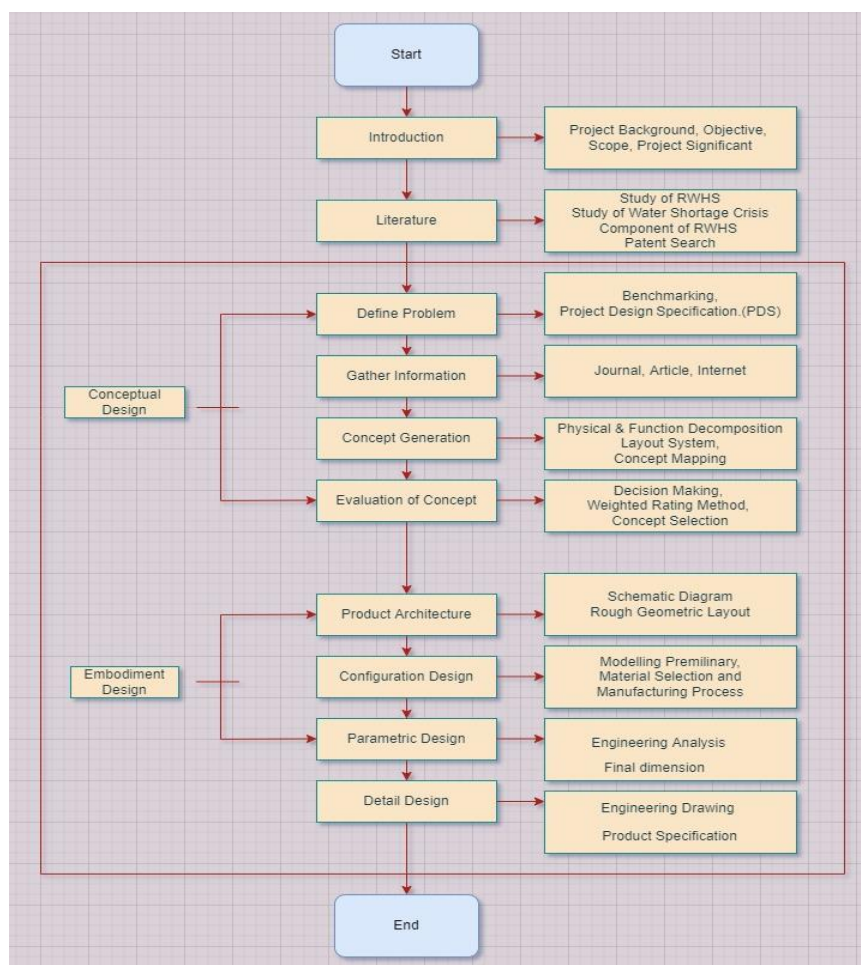 Start
Introduction
Project Background, Objective,
Scope, Project Significant
Literature
Study of RWHS
Study of Water Shortage Crisis
Component of RWHS
Patent Search
Define Problem
Benchmarking,
Project Design Specification.(PDS)
Gather Information
Journal, Article, Internet
Conceptual
Design
Concept Generation
Physical & Function Decomposition
Layout System,
Concept Mapping
Evaluation of Concept
Decision Making,
Weighted Rating Method,
Concept Selection
Product Architecture
Schematic Diagram
Rough Geometric Layout
Embodiment
Design
Configuration Design
Modelling Premilinary,
Material Selection and
Manufacturing Process
Parametric Design
Engineering Analysis
Final dimension
Detail Design
Engineering Drawing
Product Specification
End